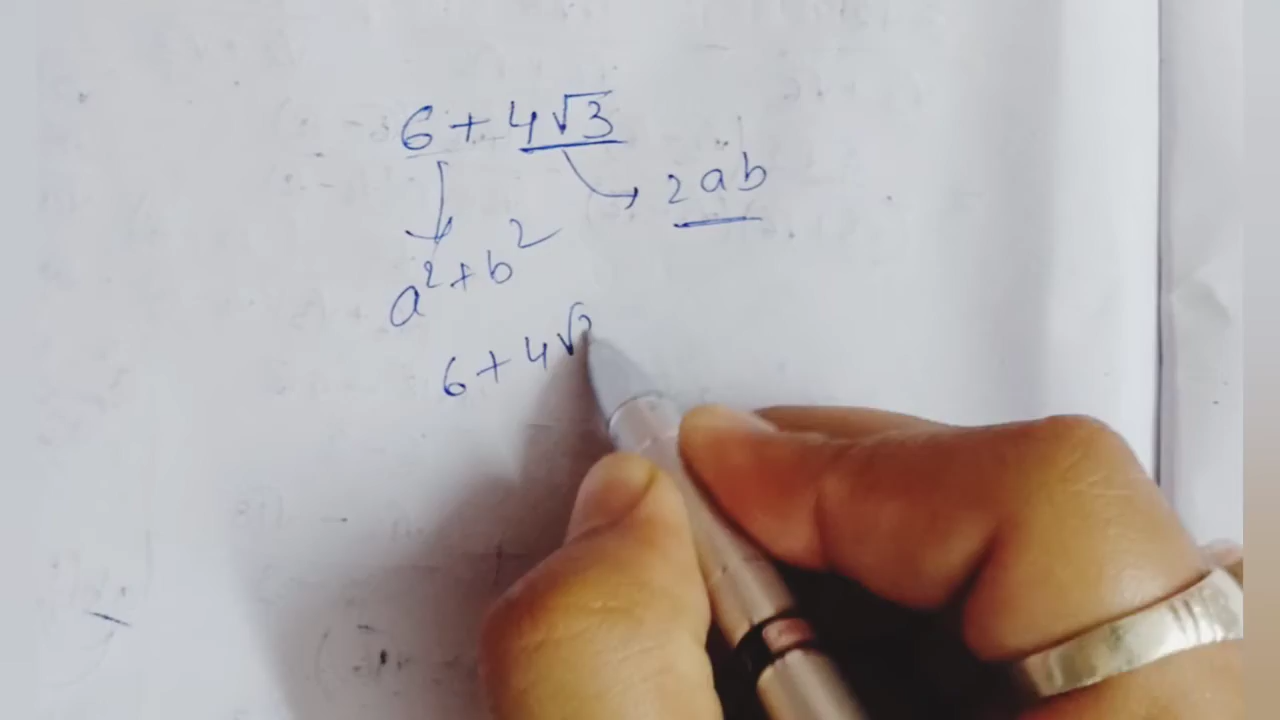 6 + 4√3
2ab
a² + b²
6 + 4√